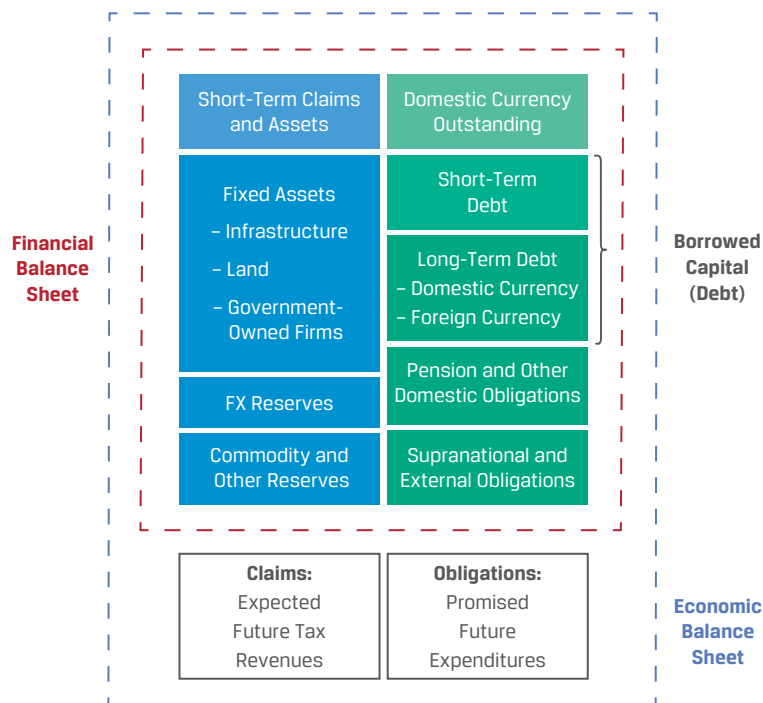 Short-Term Claims
and Assets
Domestic Currency
Outstanding
Fixed Assets
– Infrastructure
– Land
– Government-
Owned Firms
FX Reserves
Commodity and
Other Reserves
Short-Term
Debt
Long-Term Debt
– Domestic Currency
– Foreign Currency
Pension and Other
Domestic Obligations
Supranational and
External Obligations
Financial
Balance
Sheet
Borrowed
Capital
(Debt)
Claims:
Expected
Future Tax
Revenues
Obligations:
Promised
Future
Expenditures
Economic
Balance
Sheet